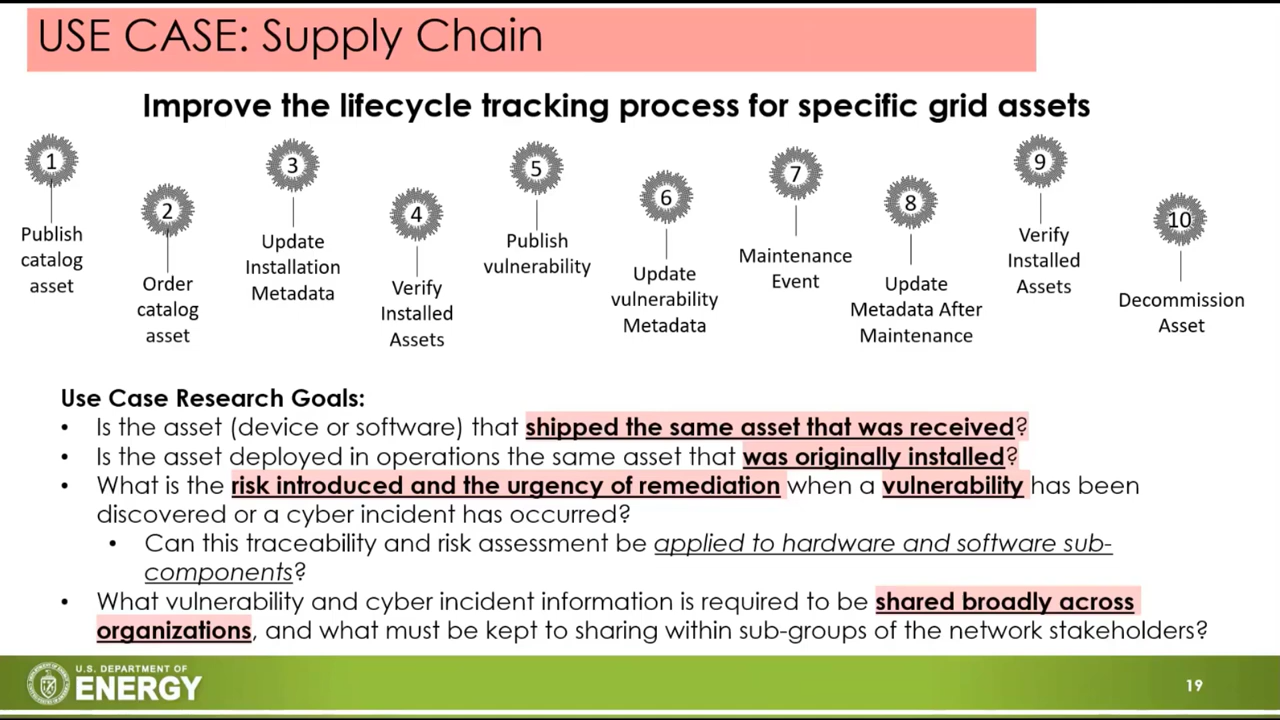 USE CASE: Supply Chain
Improve the lifecycle tracking process for specific grid assets
1
Publish
catalog
asset
2
Order
catalog
asset
3
Update
Installation
Metadata
4
Verify
Installed
Assets
5
Publish
vulnerability
6
Update
vulnerability
Metadata
7
Maintenance
Event
8
Update
Metadata After
Maintenance
9
Verify
Installed
Assets
10
Decommission
Asset
Use Case Research Goals:
• Is the asset (device or software) that shipped the same asset that was received?
• Is the asset deployed in operations the same asset that was originally installed?
• What is the risk introduced and the urgency of remediation when a vulnerability has been
discovered or a cyber incident has occurred?
• Can this traceability and risk assessment be applied to hardware and software sub-
components?
• What vulnerability and cyber incident information is required to be shared broadly across
organizations, and what must be kept to sharing within sub-groups of the network stakeholders?
U.S. DEPARTMENT OF
ENERGY
19